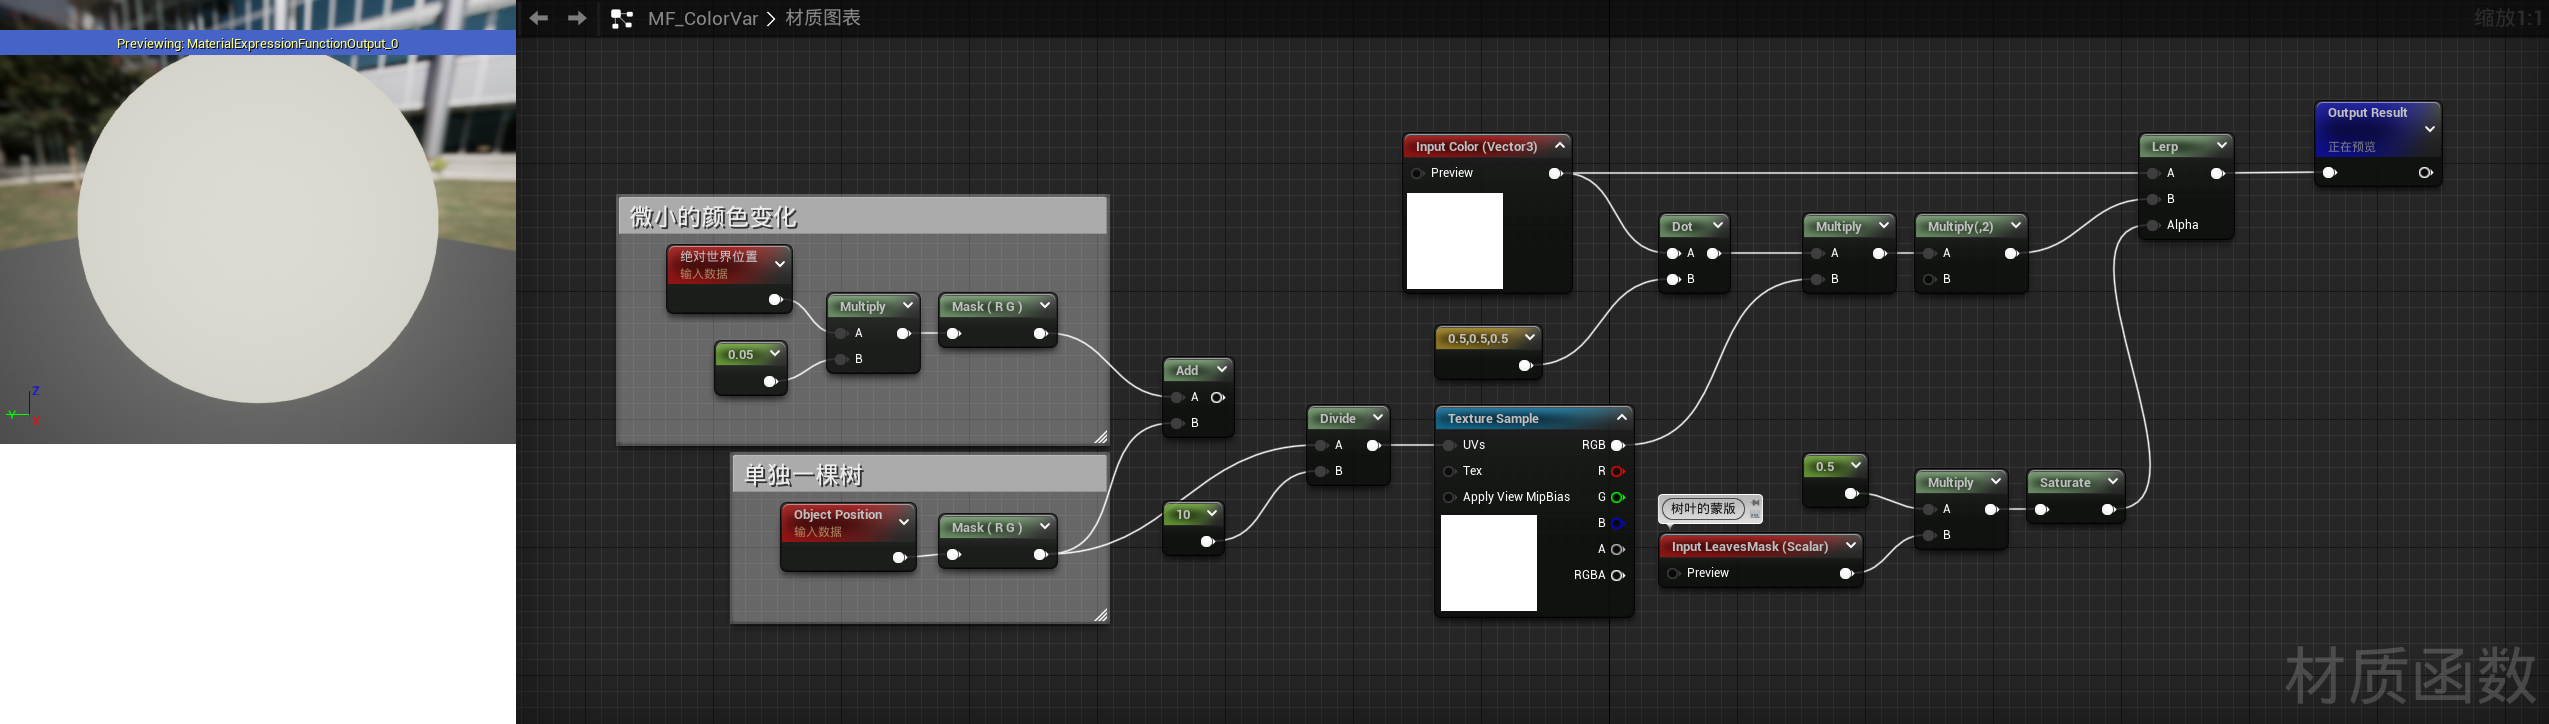 Previewing: MaterialExpressionFunctionOutput_0
Z
Y
X
MF_ColorVar
材质图表
缩放1:1
微小的颜色变化
绝对世界位置
输入数据
0.05
Multiply
A
B
Mask ( R G )
单独一棵树
Object Position
输入数据
Mask ( R G )
Add
A
B
10
Divide
A
B
Input Color (Vector3)
Preview
0.5,0.5,0.5
Texture Sample
UVs
RGB
Tex
R
Apply View MipBias
G
B
A
RGBA
Dot
A
B
Multiply
A
B
Multiply(,2)
A
B
树叶的蒙版
Input LeavesMask (Scalar)
Preview
0.5
Multiply
A
B
Saturate
Lerp
A
B
Alpha
Output Result
正在预览
材质函数